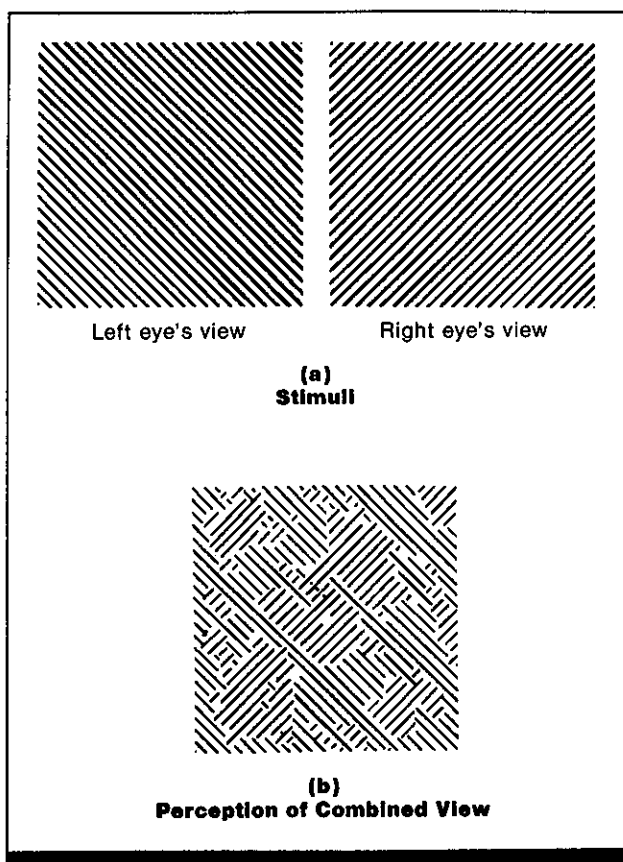 Left eye's view
Right eye's view
(a)
Stimuli
(b)
Perception of Combined View